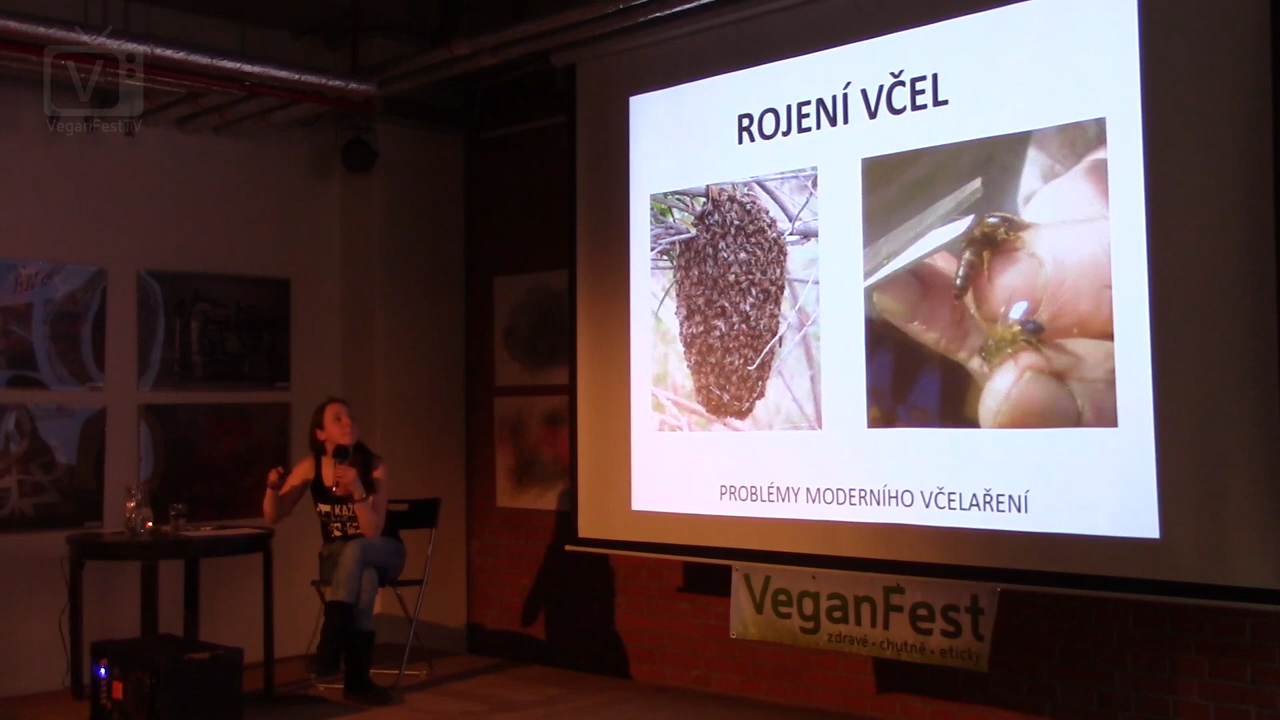 V
VeganFestTV
ROJENÍ VČEL
PROBLÉMY MODERNÍHO VČELAŘENÍ
VeganFest
zdravě • chutně • eticky